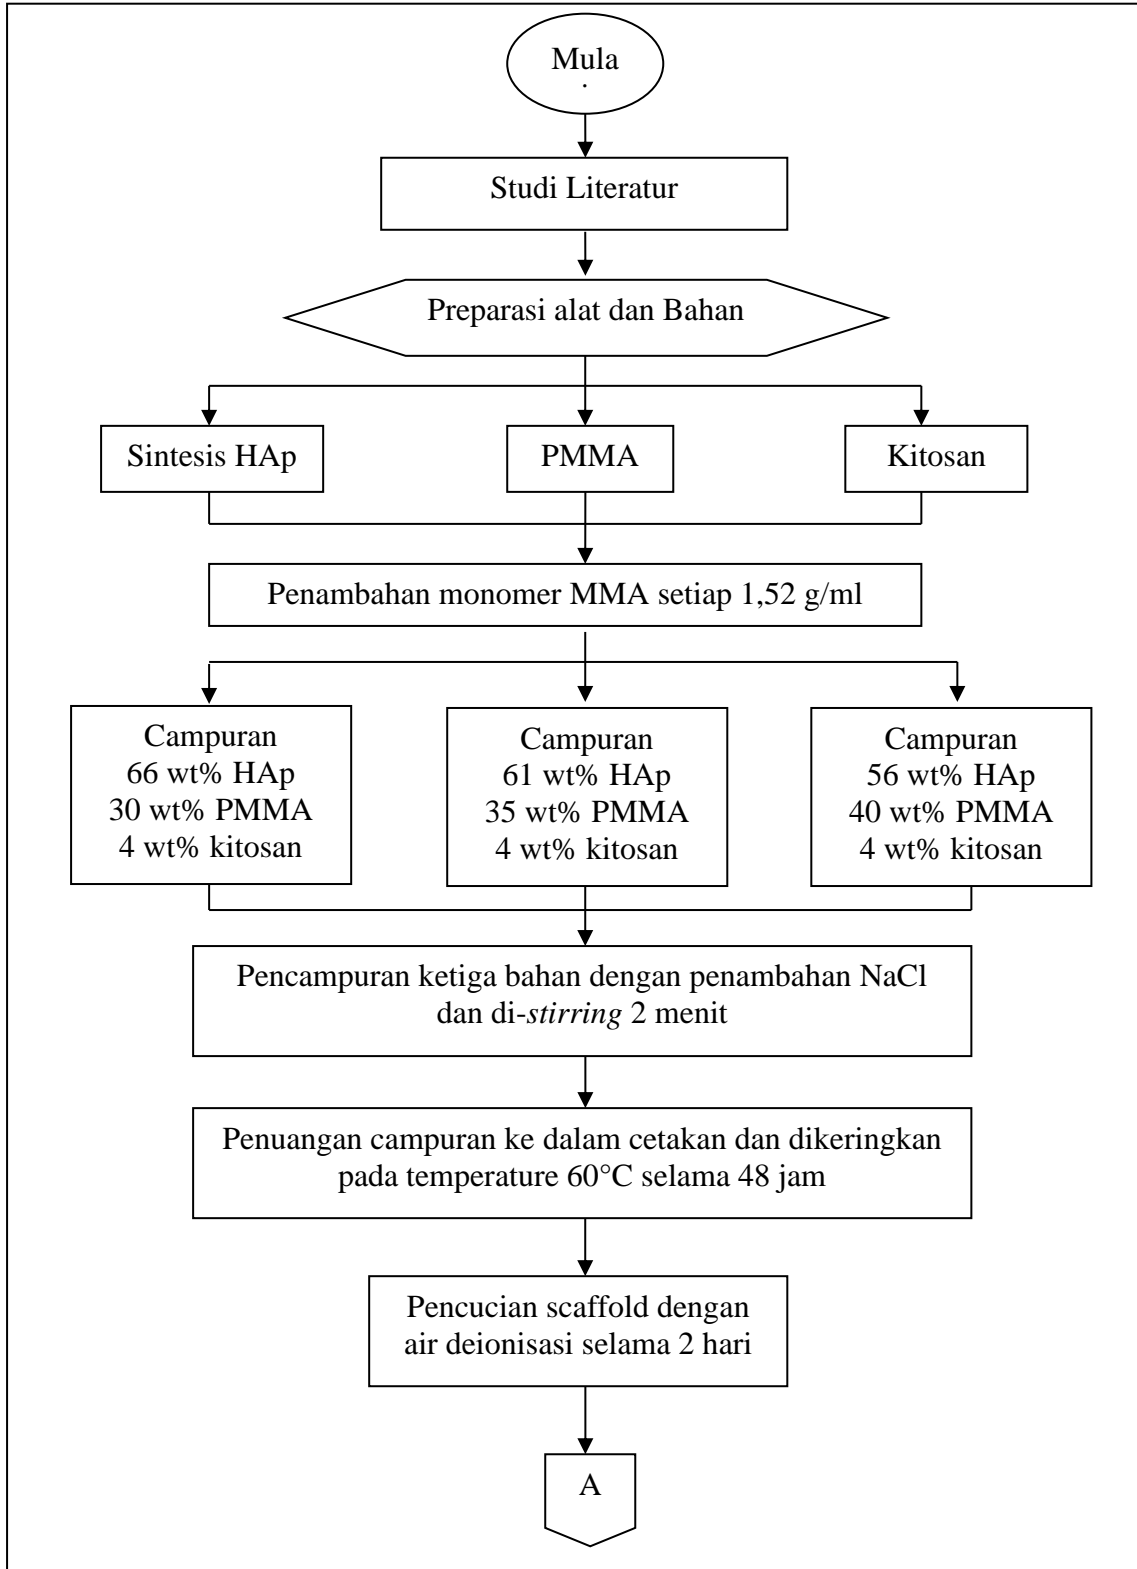 Mula
Studi Literatur
Preparasi alat dan Bahan
Sintesis HAp
PMMA
Kitosan
Penambahan monomer MMA setiap 1,52 g/ml
Campuran
66 wt% HAp
30 wt% PMMA
4 wt% kitosan
Campuran
61 wt% HAp
35 wt% PMMA
4 wt% kitosan
Campuran
56 wt% HAp
40 wt% PMMA
4 wt% kitosan
Pencampuran ketiga bahan dengan penambahan NaCl
dan di-stirring 2 menit
Penuangan campuran ke dalam cetakan dan dikeringkan
pada temperature 60°C selama 48 jam
Pencucian scaffold dengan
air deionisasi selama 2 hari
A